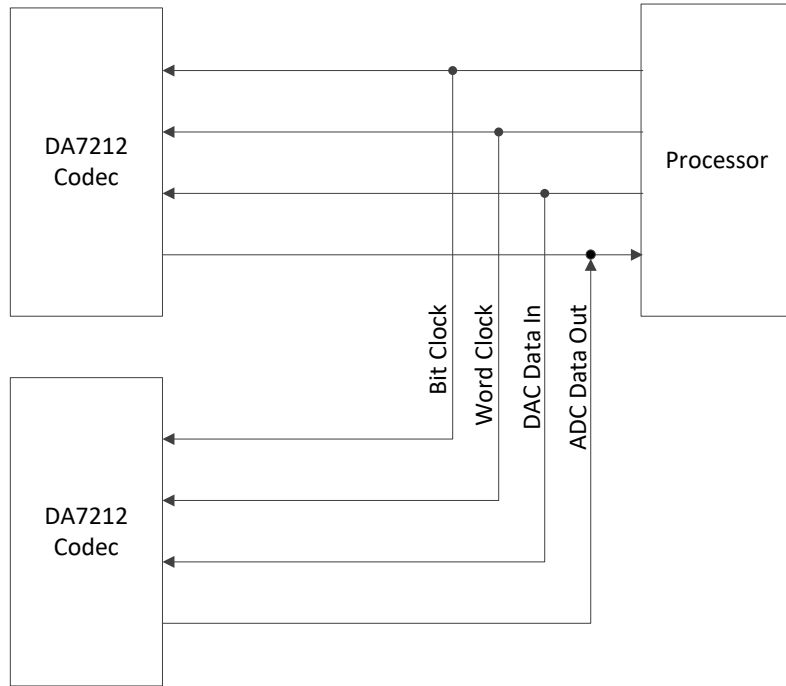 DA7212
Codec
Processor
Bit Clock
Word Clock
DAC Data In
ADC Data Out
DA7212
Codec